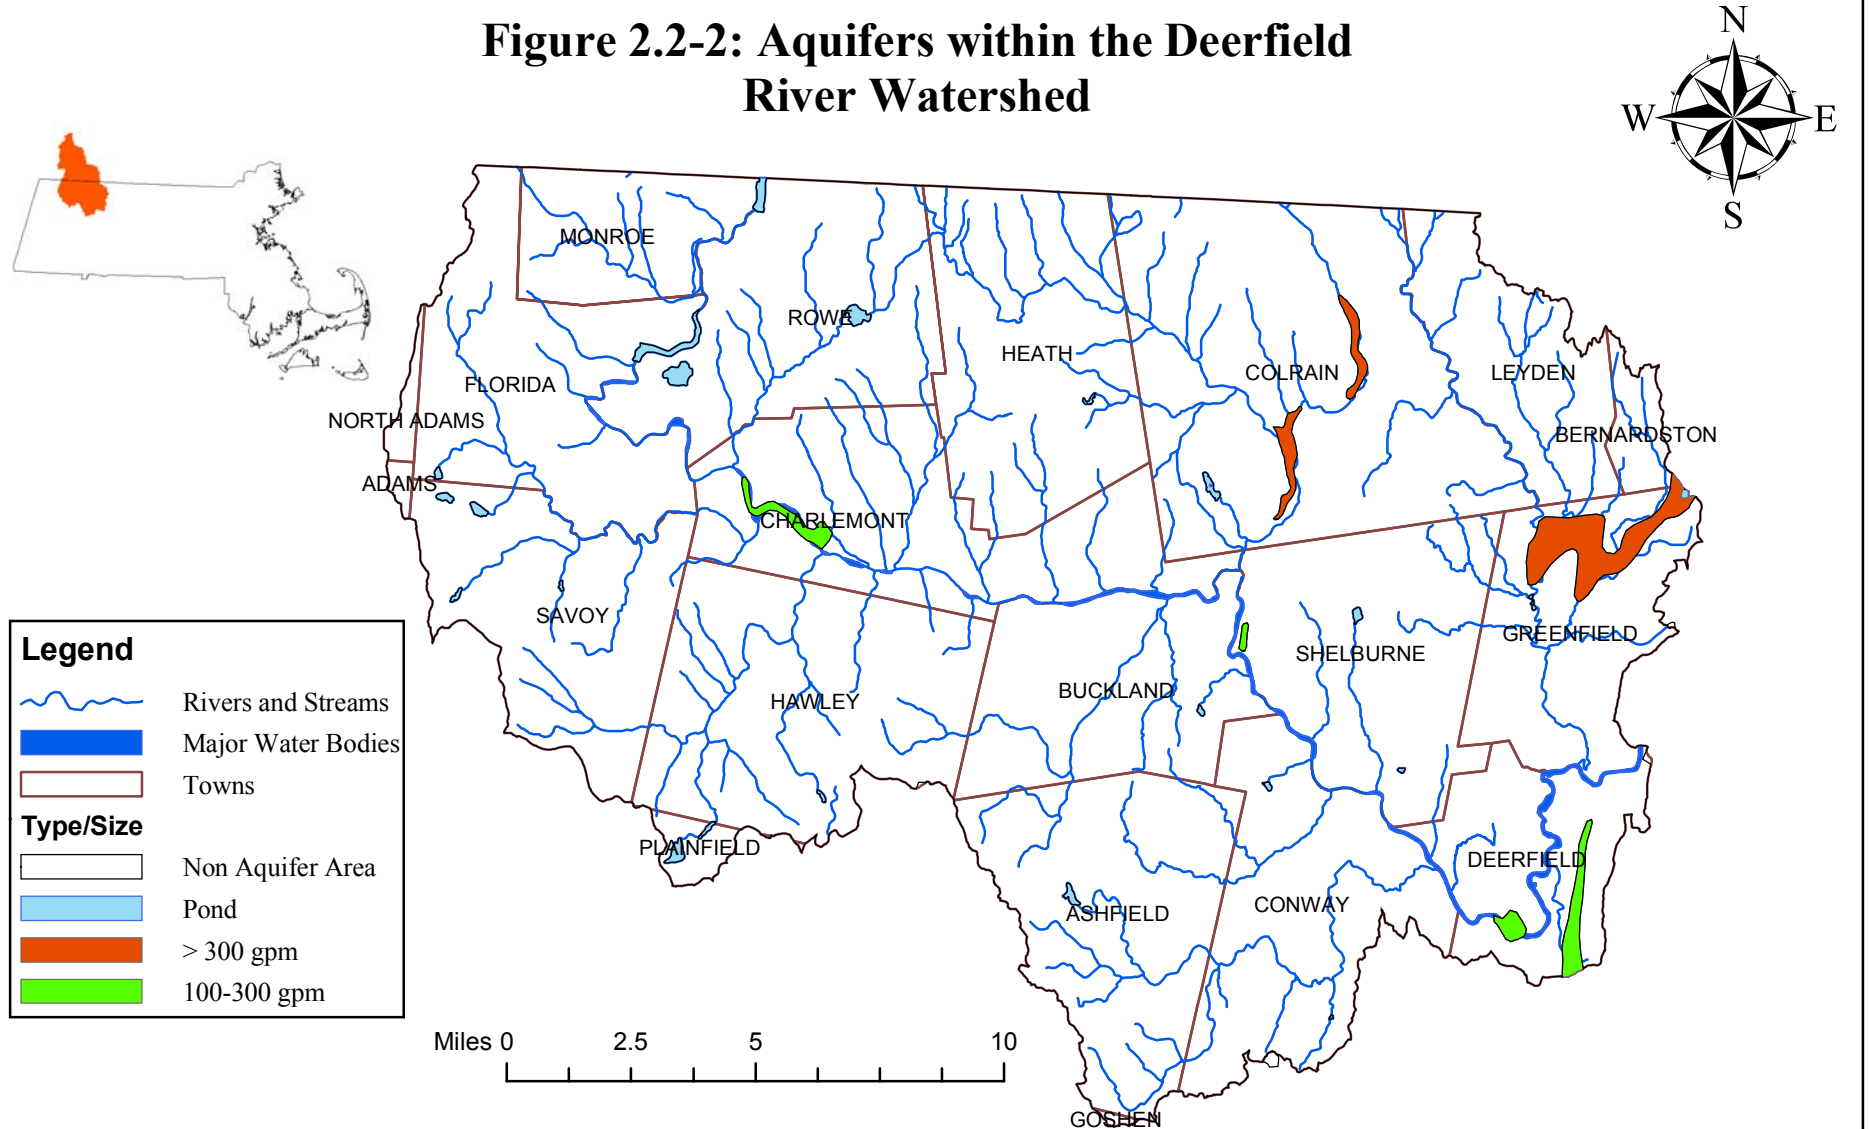 Figure 2.2-2: Aquifers within the Deerfield
River Watershed
N
W
E
S
MONROE
ROWE
HEATH
COLRAIN
LEYDEN
FLORIDA
NORTH ADAMS
BERNARDSTON
ADAMS
CHARLEMONT
SAVOY
GREENFIELD
SHELBURNE
HAWLEY
BUCKLAND
PLAINFIELD
DEERFIELD
ASHFIELD
CONWAY
GOSHEN
Legend
Rivers and Streams
Major Water Bodies
Towns
Type/Size
Non Aquifer Area
Pond
> 300 gpm
100-300 gpm
Miles 0 2.5 5 10